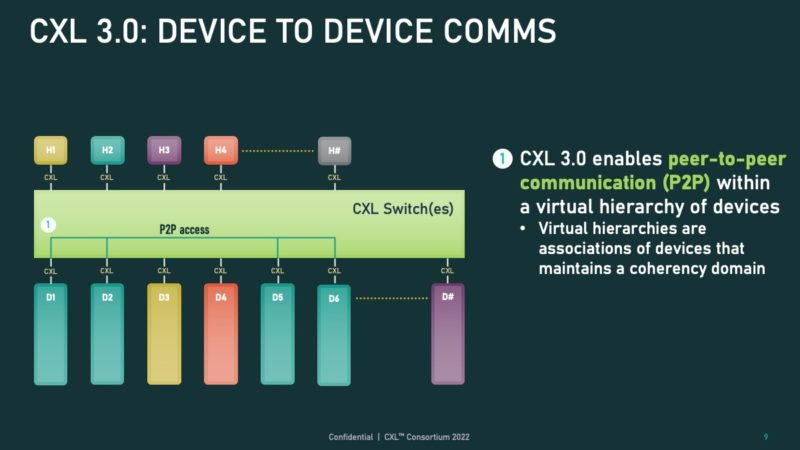 CXL 3.0: DEVICE TO DEVICE COMMS
H1 H2 H3 H4 H#
CXL CXL CXL CXL CXL
CXL Switch(es)
1
P2P access
CXL CXL CXL CXL CXL CXL CXL
D1 D2 D3 D4 D5 D6 D#
1 CXL 3.0 enables peer-to-peer
communication (P2P) within
a virtual hierarchy of devices
• Virtual hierarchies are
associations of devices that
maintains a coherency domain
Confidential | CXL™ Consortium 2022
9